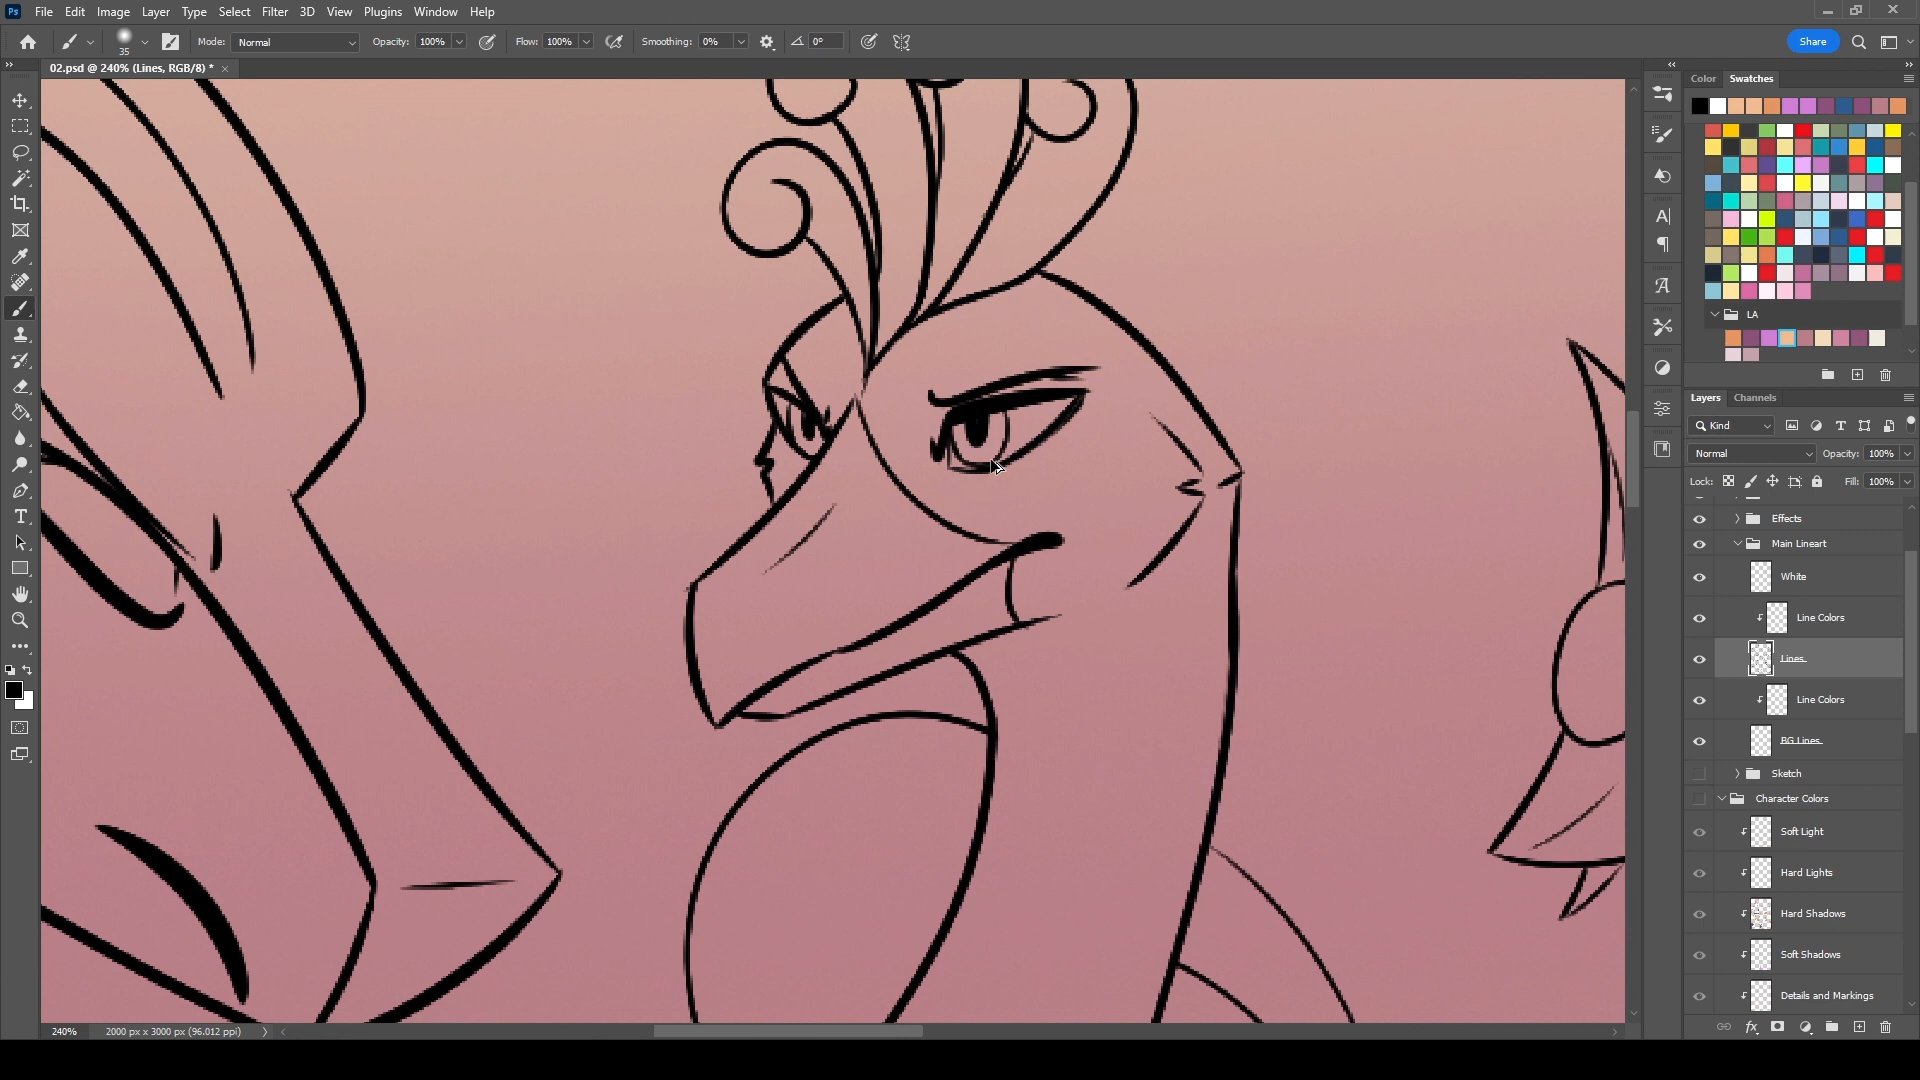 Ps File Edit Image Layer Type Select Filter 3D View Plugins Window Help
35 Mode: Normal Opacity: 100% Flow: 100% Smoothing: 0% 0° Share
02.psd @ 240% (Lines, RGB/8) *
Color Swatches
LA
Layers Channels
Kind
Normal Opacity: 100%
Lock: Fill: 100%
Effects
Main Lineart
White
Line Colors
Lines
Line Colors
BG Lines
Sketch
Character Colors
Soft Light
Hard Lights
Hard Shadows
Soft Shadows
Details and Markings
240% 2000 px x 3000 px (96.012 ppi)